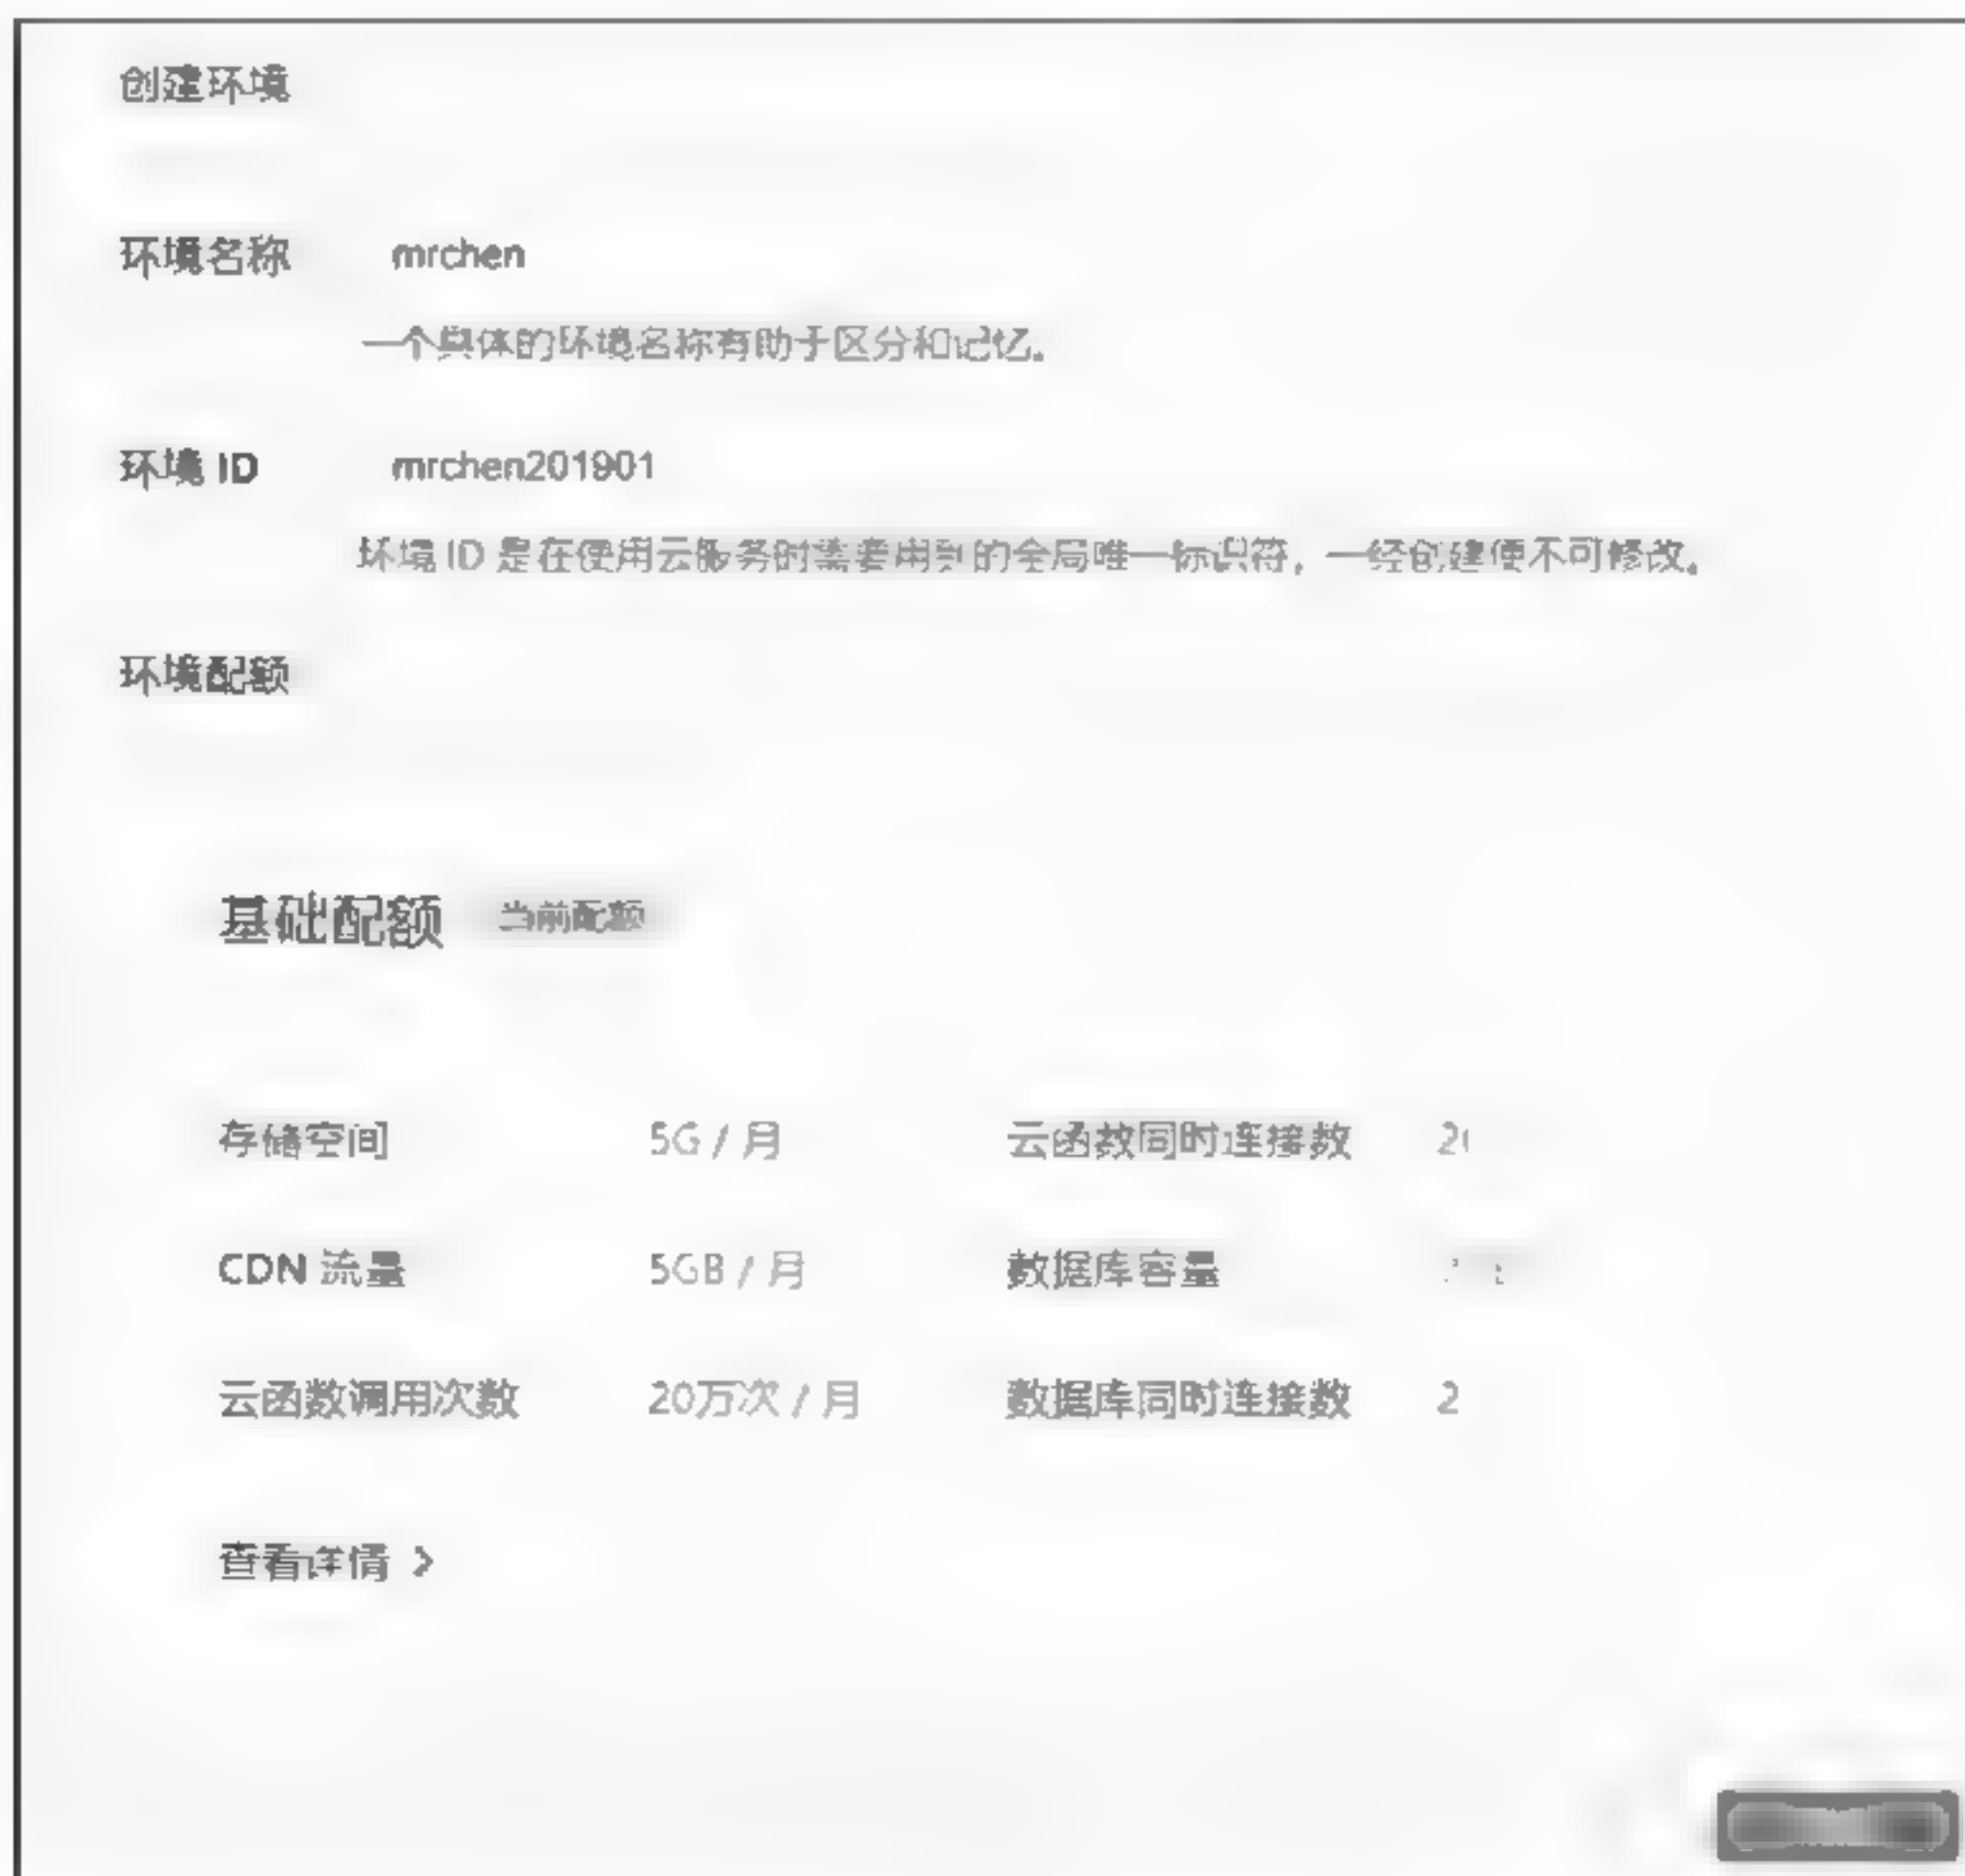 创建环境
环境名称 mrchen
一个具体的环境名称有助于区分和记忆。
环境 ID mrchen201901
环境 ID 是在使用云服务时需要用到的全局唯一标识符，一经创建便不可修改。
环境配额
基础配额 当前配额
存储空间 5G / 月 云函数同时连接数
CDN 流量 5GB / 月 数据库容量
云函数调用次数 20万次 / 月 数据库同时连接数
查看详情 >